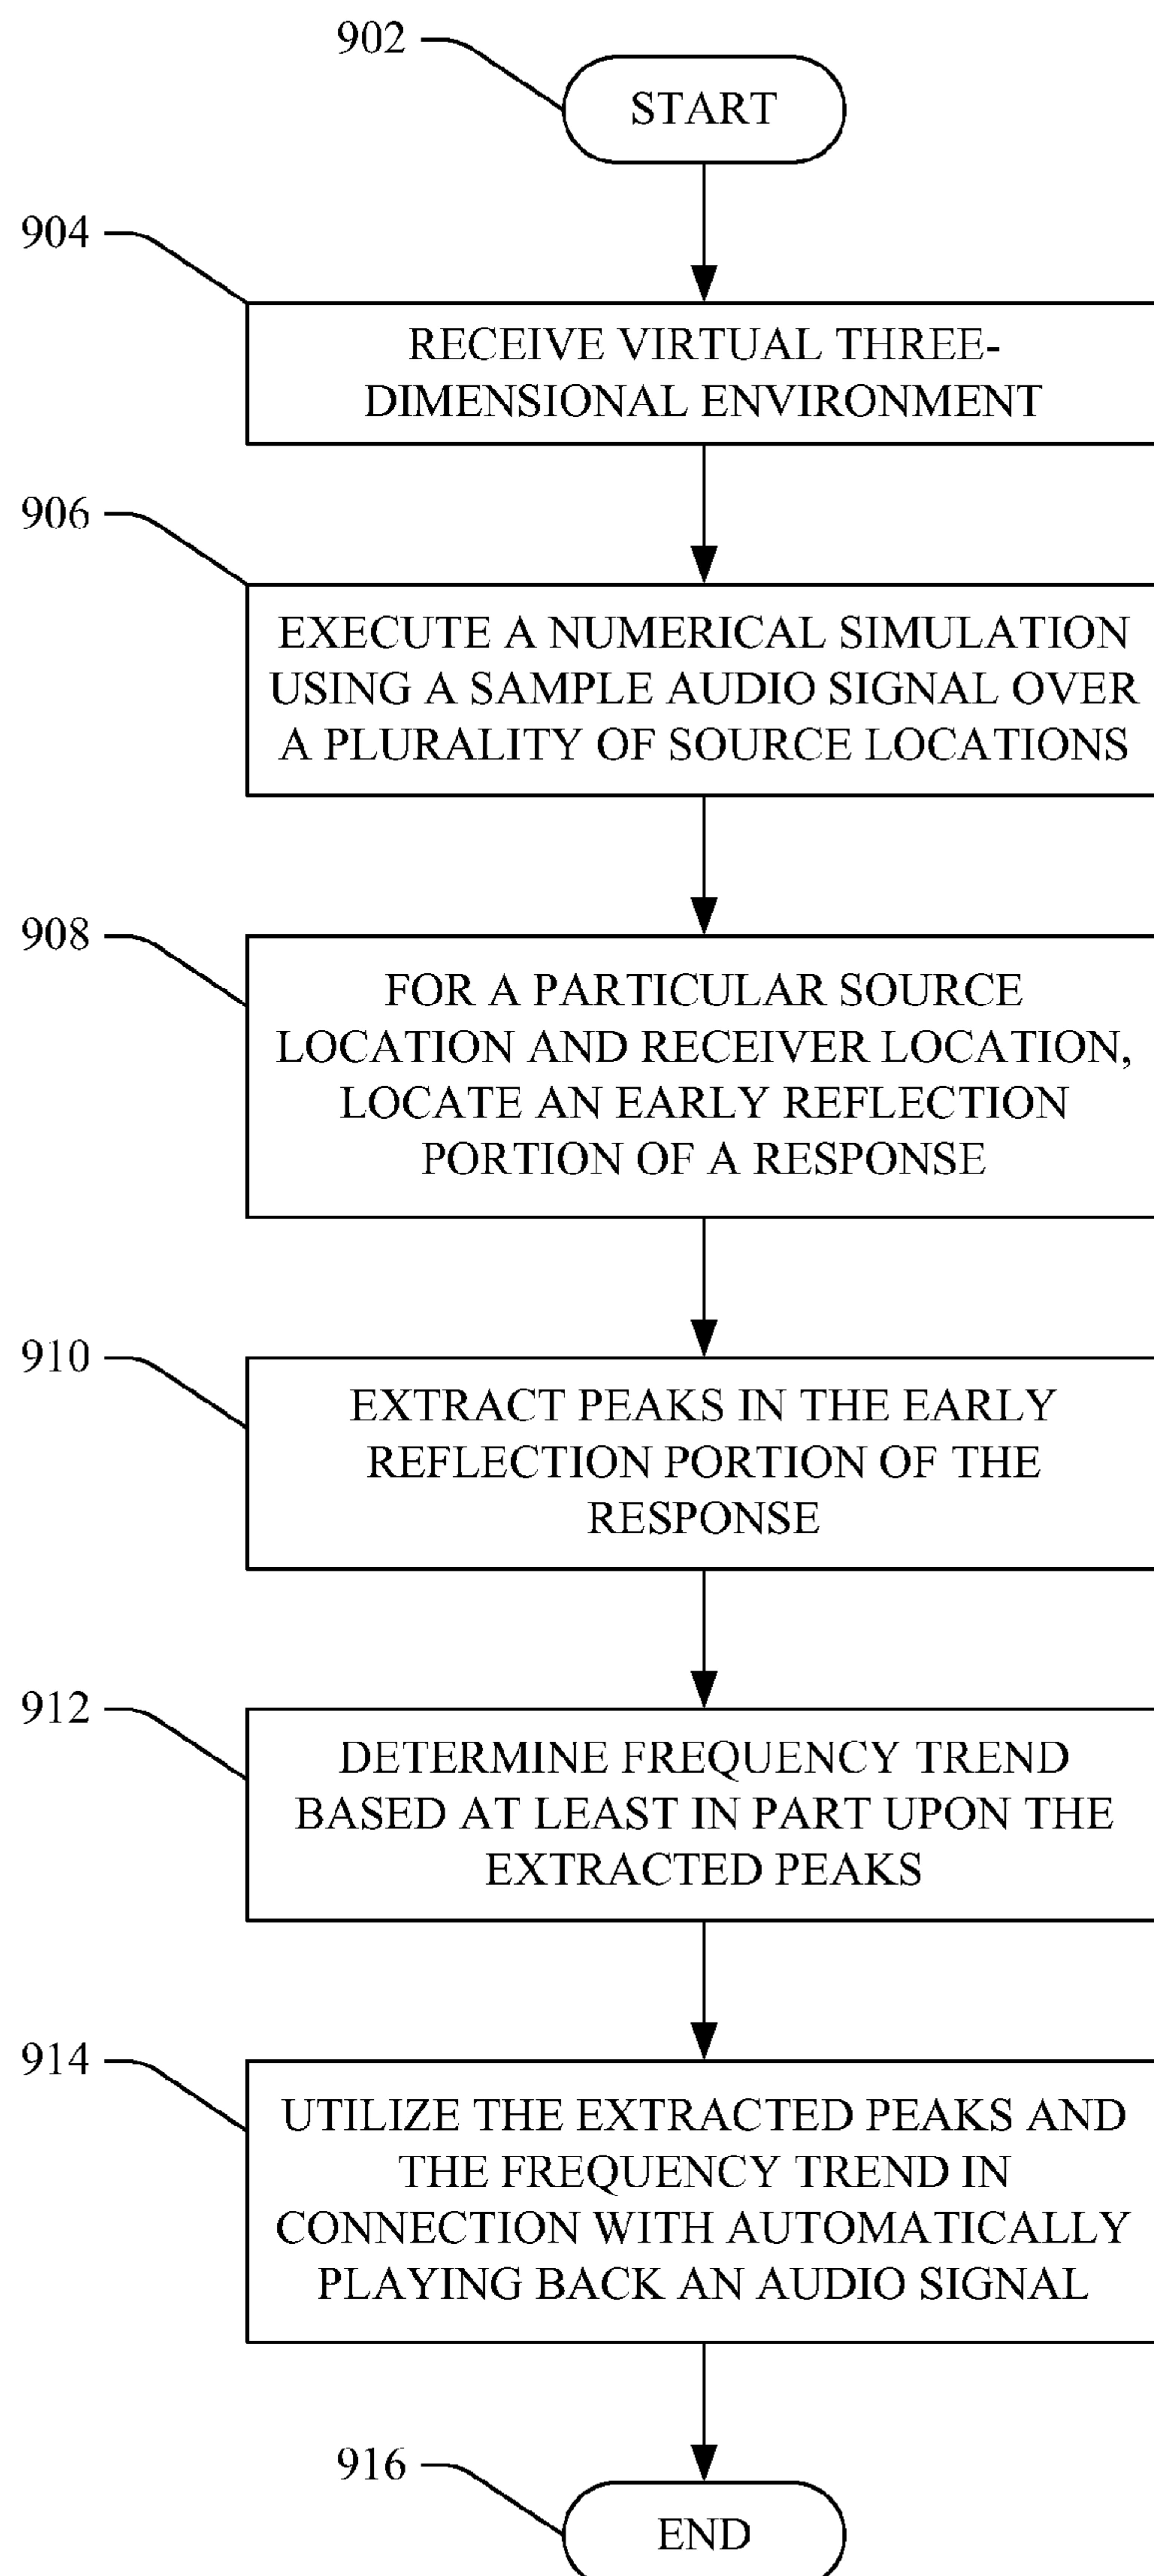 902
START
904
RECEIVE VIRTUAL THREE-
DIMENSIONAL ENVIRONMENT
906
EXECUTE A NUMERICAL SIMULATION
USING A SAMPLE AUDIO SIGNAL OVER
A PLURALITY OF SOURCE LOCATIONS
908
FOR A PARTICULAR SOURCE
LOCATION AND RECEIVER LOCATION,
LOCATE AN EARLY REFLECTION
PORTION OF A RESPONSE
910
EXTRACT PEAKS IN THE EARLY
REFLECTION PORTION OF THE
RESPONSE
912
DETERMINE FREQUENCY TREND
BASED AT LEAST IN PART UPON THE
EXTRACTED PEAKS
914
UTILIZE THE EXTRACTED PEAKS AND
THE FREQUENCY TREND IN
CONNECTION WITH AUTOMATICALLY
PLAYING BACK AN AUDIO SIGNAL
916
END